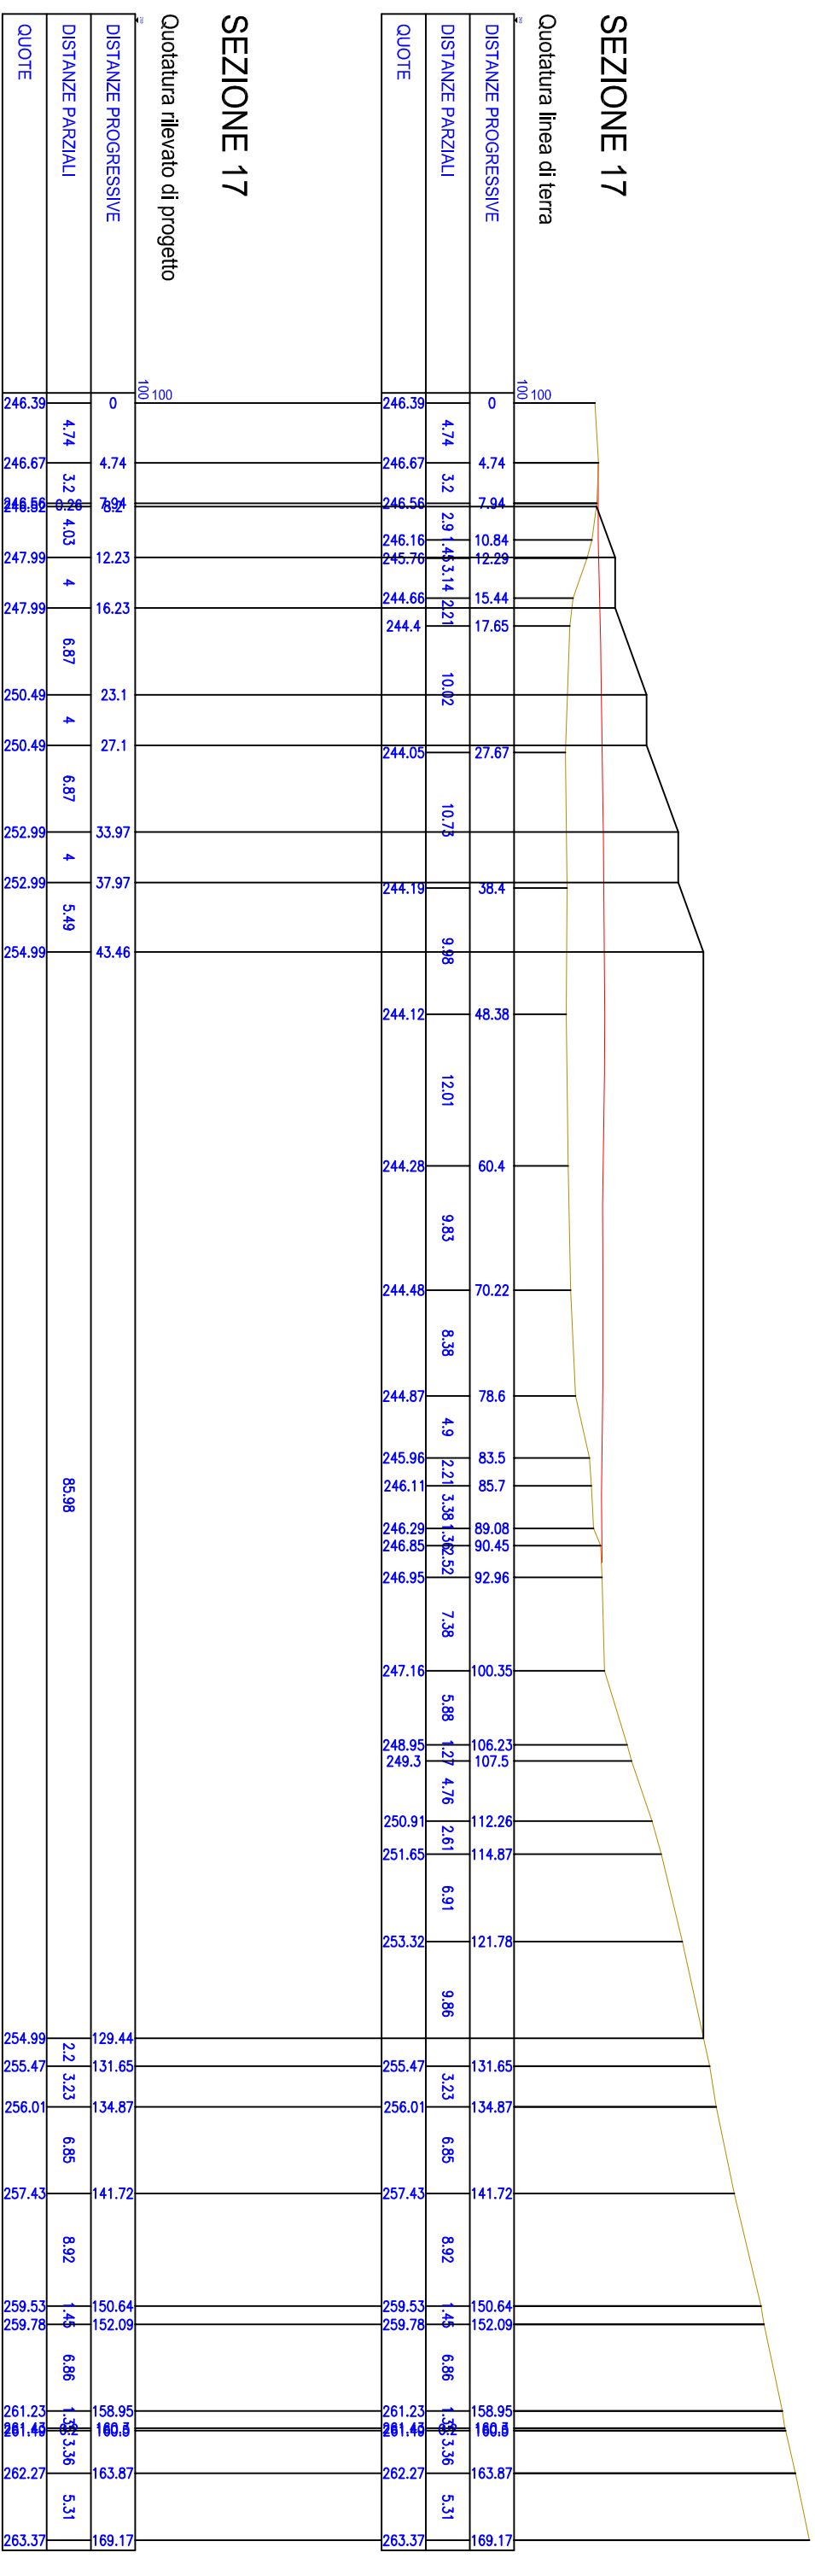 SEZIONE 17
Quotatura linea di terra
100 100
DISTANZE PROGRESSIVE 0 4.74 7.94 10.84 12.29 15.44 17.65 27.67 38.4 48.38 60.4 70.22 78.6 83.5 85.7 89.08 90.45 92.96 100.35 106.23 107.5 112.26 114.87 121.78 131.65 134.87 141.72 150.64 152.09 158.95 163.87 169.17
DISTANZE PARZIALI 4.74 3.2 2.9 1.45 3.14 2.21 10.02 10.73 9.98 12.01 9.83 8.38 4.9 2.21 3.38 1.36 2.52 7.38 5.88 1.27 4.76 2.61 6.91 9.86 3.23 6.85 8.92 1.45 6.86 3.36 5.31
QUOTE 246.39 246.67 246.56 246.16 245.76 244.66 244.4 244.05 244.19 244.12 244.28 244.48 244.87 245.96 246.11 246.29 246.85 246.95 247.16 248.95 249.3 250.91 251.65 253.32 255.47 256.01 257.43 259.53 259.78 261.23 262.27 263.37
SEZIONE 17
Quotatura rilevato di progetto
100 100
DISTANZE PROGRESSIVE 0 4.74 7.94 8.2 12.23 16.23 23.1 27.1 33.97 37.97 43.46 129.44 131.65 134.87 141.72 150.64 152.09 158.95 163.87 169.17
DISTANZE PARZIALI 4.74 3.2 0.26 4.03 4 6.87 4 6.87 4 5.49 85.98 2.2 3.23 6.85 8.92 1.45 6.86 3.36 5.31
QUOTE 246.39 246.67 246.56 247.99 247.99 250.49 250.49 252.99 252.99 254.99 254.99 255.47 256.01 257.43 259.53 259.78 261.23 262.27 263.37